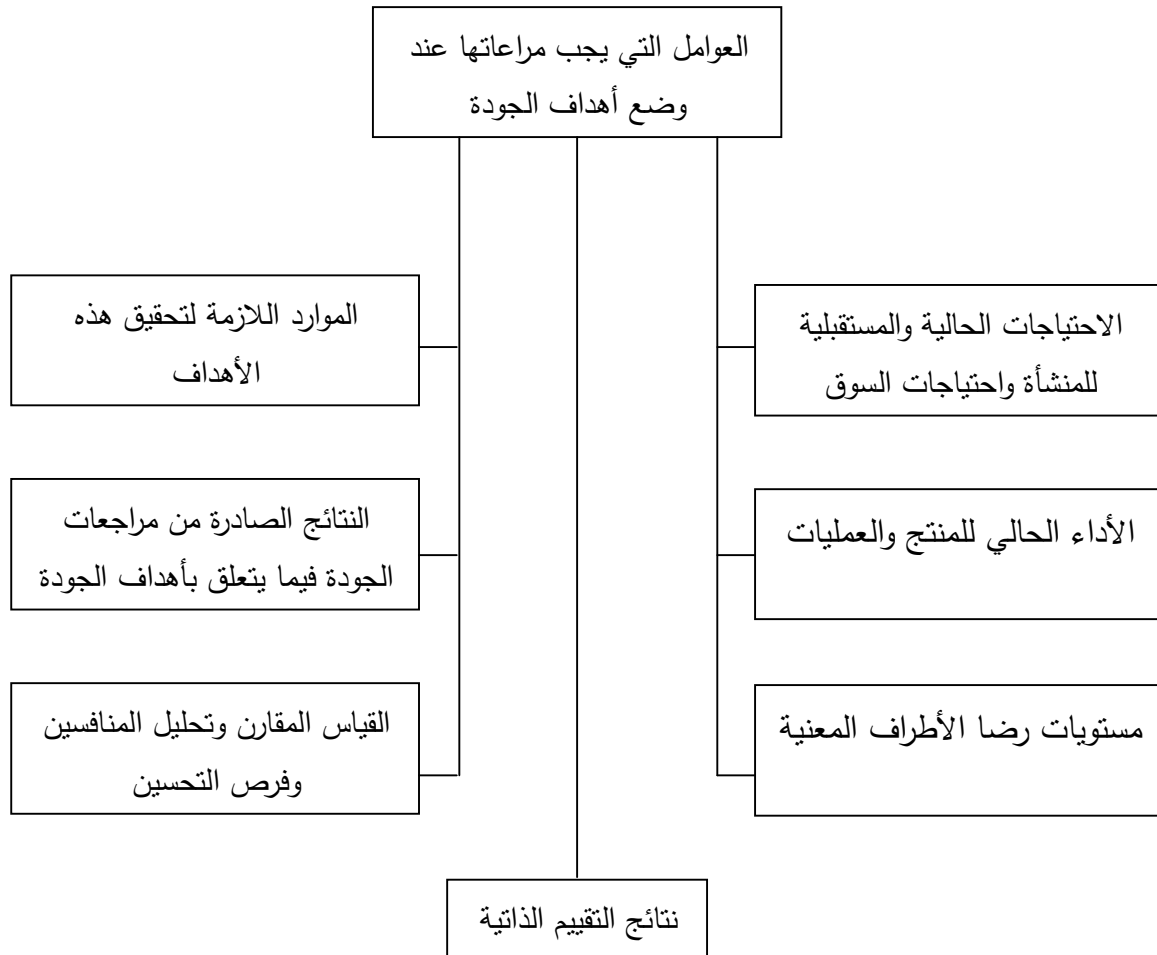 العوامل التي يجب مراعاتها عند
وضع أهداف الجودة
الاحتياجات الحالية والمستقبلية
للمنشأة واحتياجات السوق
الأداء الحالي للمنتج والعمليات
مستويات رضا الأطراف المعنية
الموارد اللازمة لتحقيق هذه
الأهداف
النتائج الصادرة من مراجعات
الجودة فيما يتعلق بأهداف الجودة
القياس المقارن وتحليل المنافسين
وفرص التحسين
نتائج التقييم الذاتية